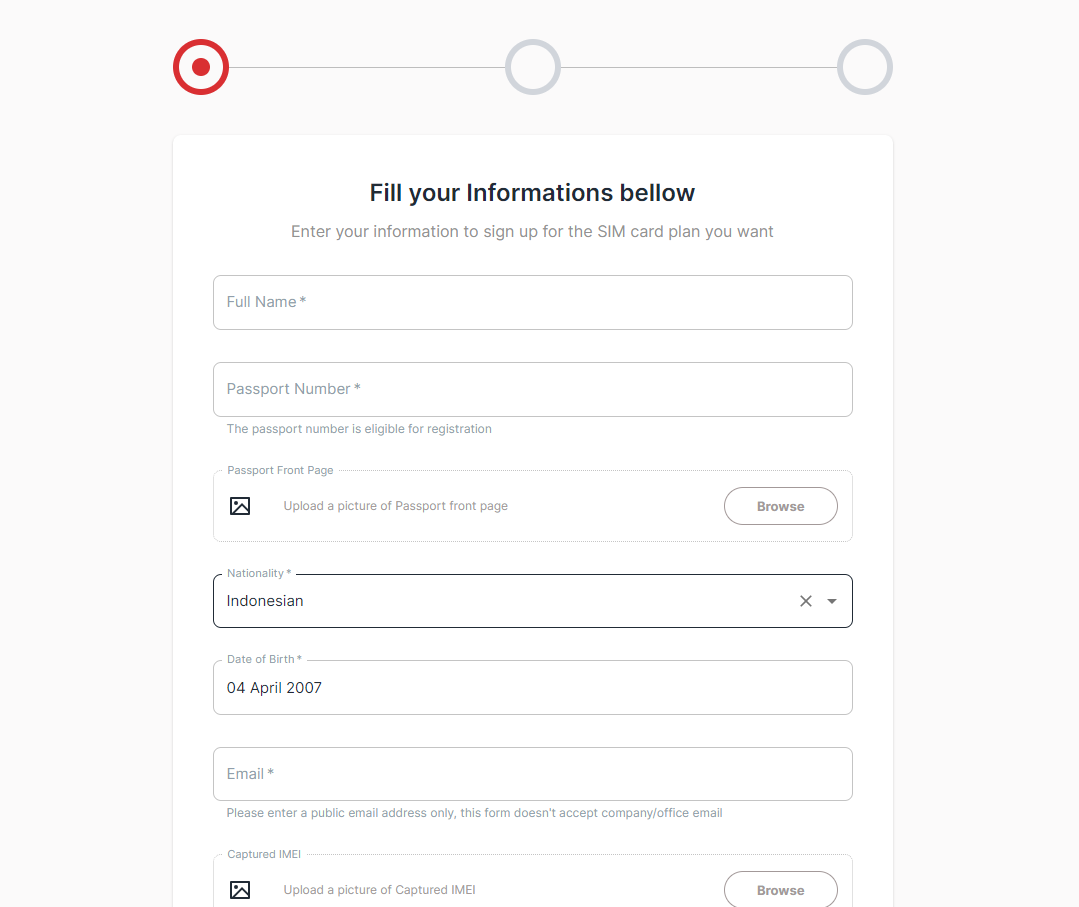 Fill your Informations bellow
Enter your information to sign up for the SIM card plan you want
Full Name *
Passport Number *
The passport number is eligible for registration
Passport Front Page
Upload a picture of Passport front page
Browse
Nationality *
Indonesian
Date of Birth *
04 April 2007
Email *
Please enter a public email address only, this form doesn't accept company/office email
Captured IMEI
Upload a picture of Captured IMEI
Browse